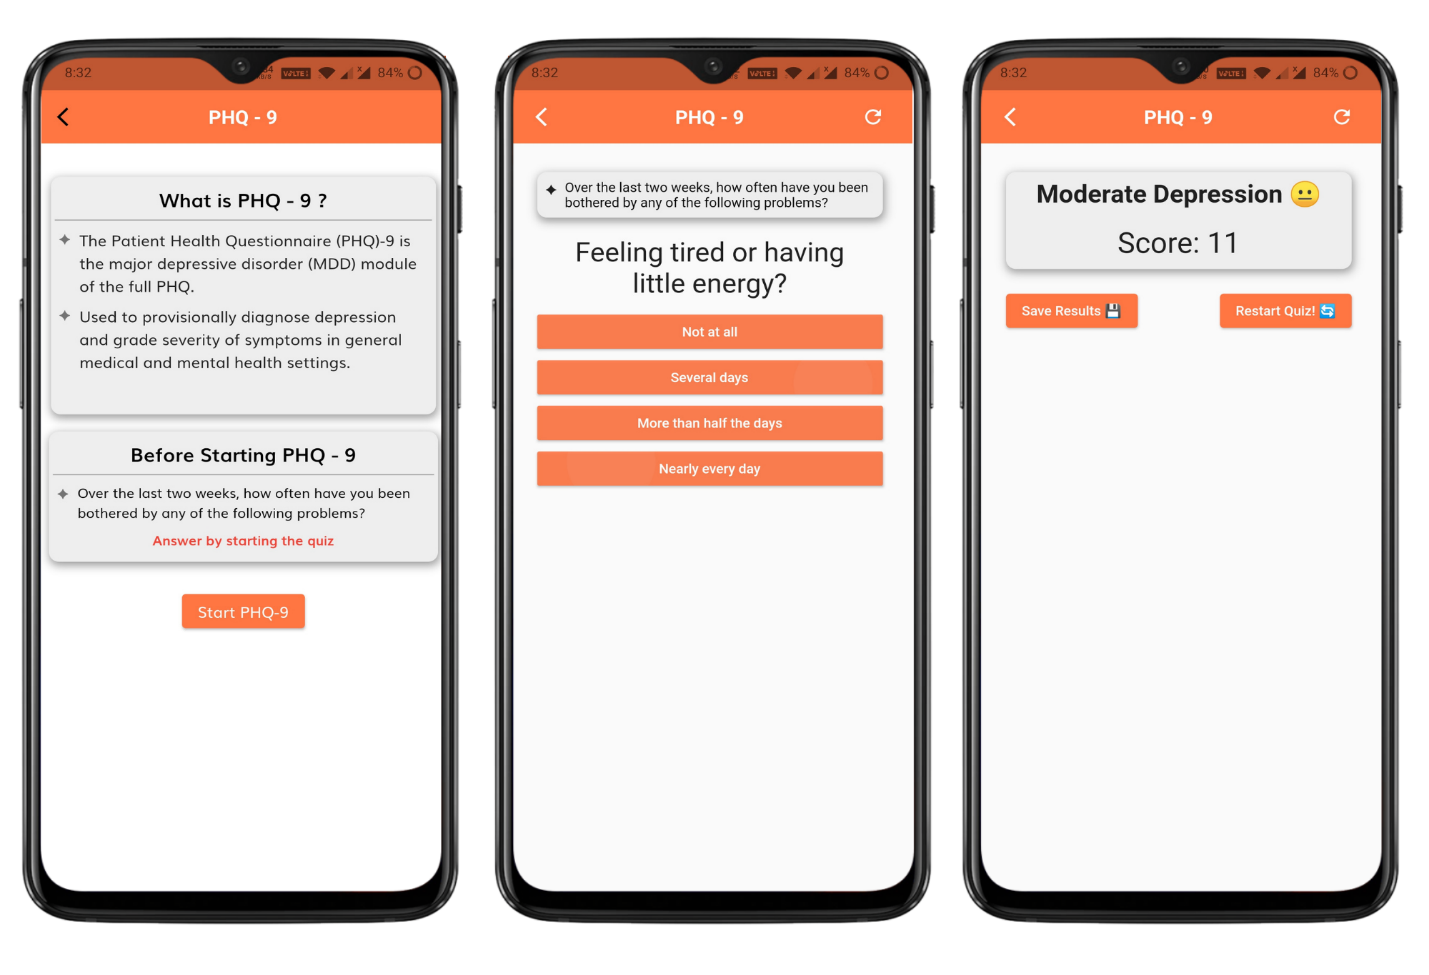 8:32
VoLTE 84%
PHQ - 9
What is PHQ - 9 ?
The Patient Health Questionnaire (PHQ)-9 is
the major depressive disorder (MDD) module
of the full PHQ.
Used to provisionally diagnose depression
and grade severity of symptoms in general
medical and mental health settings.
Before Starting PHQ - 9
Over the last two weeks, how often have you been
bothered by any of the following problems?
Answer by starting the quiz
Start PHQ-9
8:32
VoLTE 84%
PHQ - 9
Over the last two weeks, how often have you been
bothered by any of the following problems?
Feeling tired or having
little energy?
Not at all
Several days
More than half the days
Nearly every day
8:32
VoLTE 84%
PHQ - 9
Moderate Depression 😐
Score: 11
Save Results 💾
Restart Quiz! 🔄